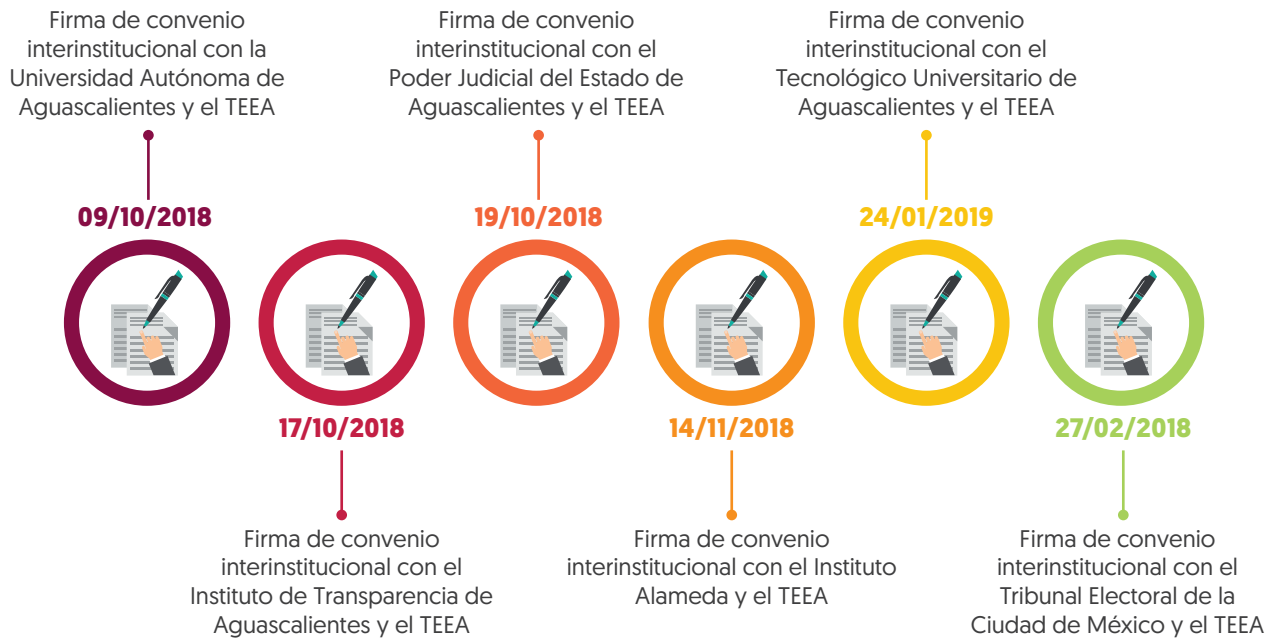 Firma de convenio
interinstitucional con la
Universidad Autónoma de
Aguascalientes y el TEEA
09/10/2018
17/10/2018
Firma de convenio
interinstitucional con el
Instituto de Transparencia de
Aguascalientes y el TEEA
Firma de convenio
interinstitucional con el
Poder Judicial del Estado de
Aguascalientes y el TEEA
19/10/2018
14/11/2018
Firma de convenio
interinstitucional con el Instituto
Alameda y el TEEA
Firma de convenio
interinstitucional con el
Tecnológico Universitario de
Aguascalientes y el TEEA
24/01/2019
27/02/2018
Firma de convenio
interinstitucional con el
Tribunal Electoral de la
Ciudad de México y el TEEA